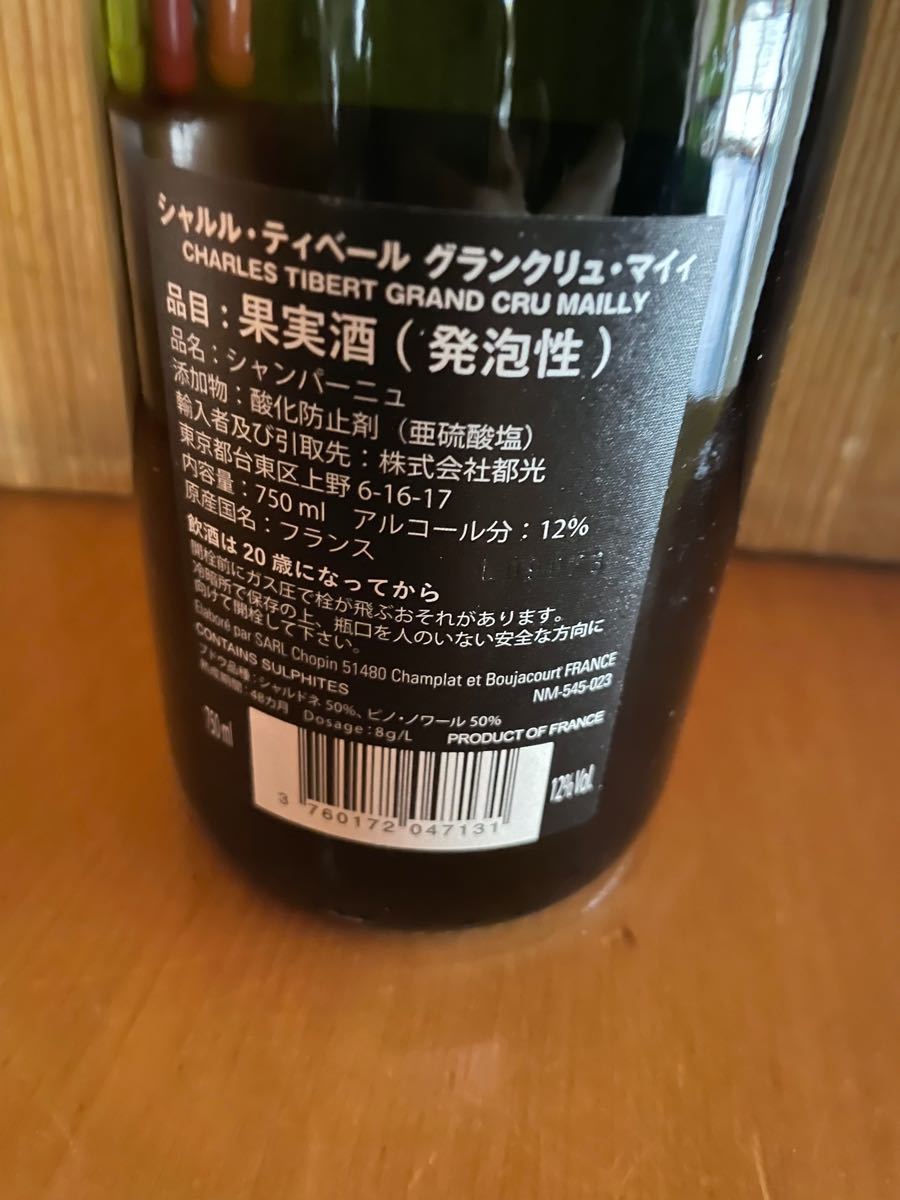 シャルル・ティベール グランクリュ・マイィ
CHARLES TIBERT GRAND CRU MAILLY
品目：果実酒（発泡性）
品名：シャンパーニュ
添加物：酸化防止剤（亜硫酸塩）
輸入者及び引取先：株式会社都光
東京都台東区上野 6-16-17
内容量：750 ml アルコール分：12%
原産国名：フランス
飲酒は 20 歳になってから
開栓前にガス圧で栓が飛ぶおそれがあります。
冷暗所で保存の上、瓶口を人のいない安全な方向に
向けて開栓して下さい。
Elaboré par SARL Chopin 51480 Champlat et Boujacourt FRANCE
CONTAINS SULPHITES NM-545-023
ブドウ品種：シャルドネ 50%、ピノ・ノワール 50%
熟成期間：48カ月 Dosage：8g/L PRODUCT OF FRANCE
750 ml
12% Vol.
3 760172 047131